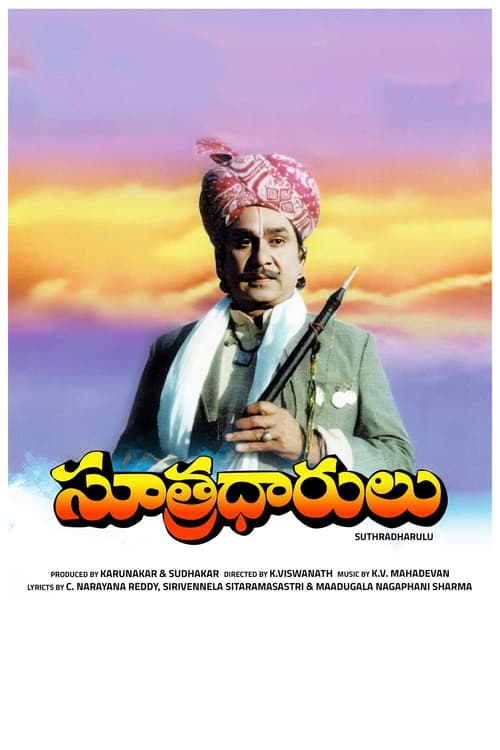 సూత్రధారులు
SUTHRADHARULU
PRODUCED BY KARUNAKAR & SUDHAKAR DIRECTED BY K.VISWANATH MUSIC BY K.V. MAHADEVAN
LYRICTS BY C. NARAYANA REDDY, SIRIVENNELA SITARAMASASTRI & MAADUGALA NAGAPHANI SHARMA